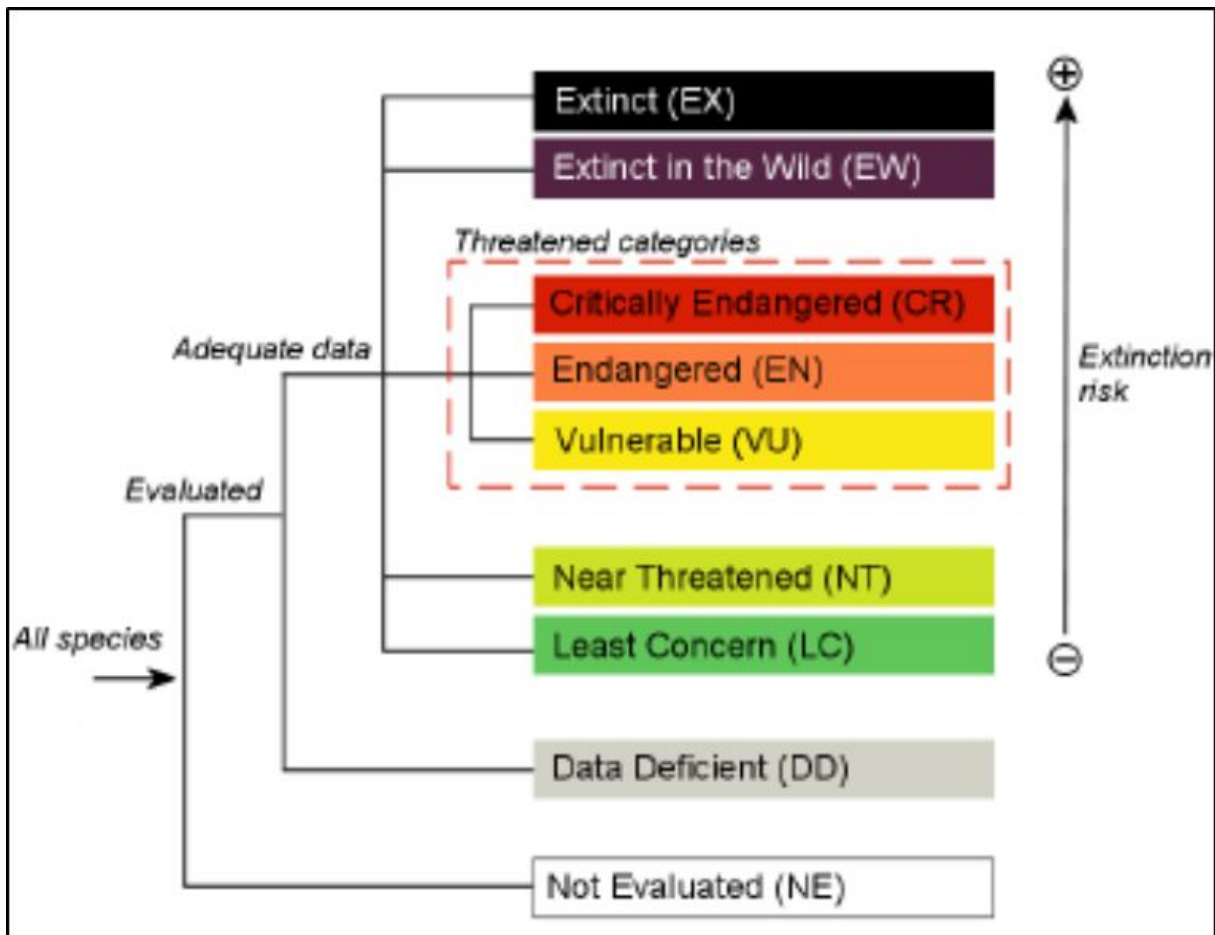 Extinct (EX)
Extinct in the Wild (EW)
Threatened categories
Critically Endangered (CR)
Adequate data
Endangered (EN)
Extinction
risk
Vulnerable (VU)
Evaluated
Near Threatened (NT)
All species
Least Concern (LC)
Data Deficient (DD)
Not Evaluated (NE)